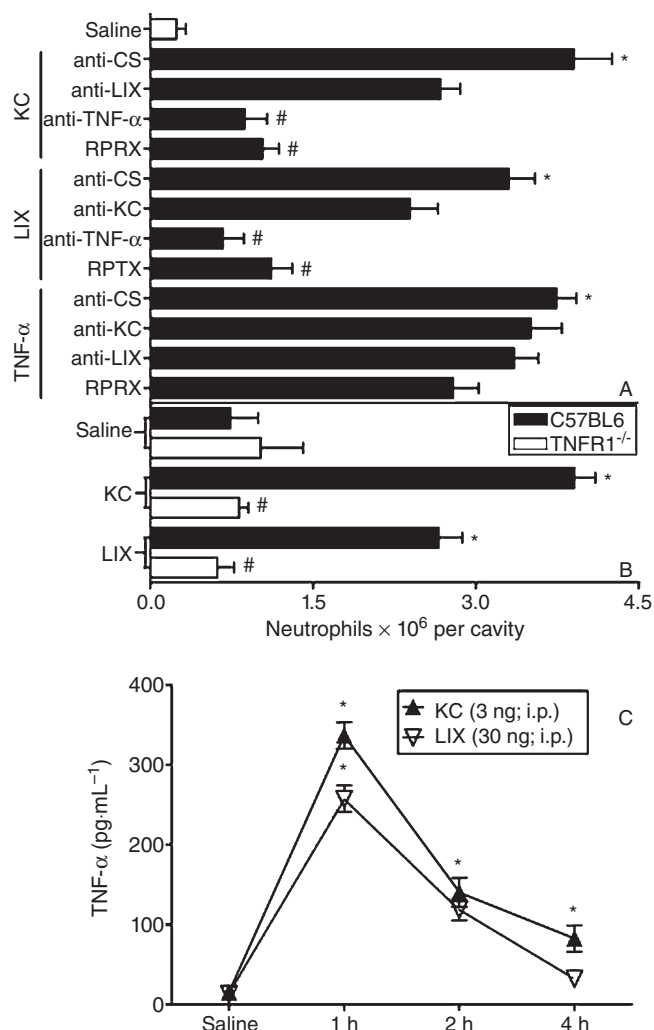 Saline
KC
anti-CS
*
anti-LIX
anti-TNF-α
#
RPRX
#
LIX
anti-CS
*
anti-KC
anti-TNF-α
#
RPTX
#
TNF-α
anti-CS
*
anti-KC
anti-LIX
RPRX
A
Saline
C57BL6
TNFR1-/-
KC
*
#
LIX
*
#
B
0.0
1.5
3.0
4.5
Neutrophils × 10⁶ per cavity
C
KC (3 ng; i.p.)
LIX (30 ng; i.p.)
TNF-α (pg·mL⁻¹)
400
300
200
100
0
*
*
*
*
Saline
1 h
2 h
4 h